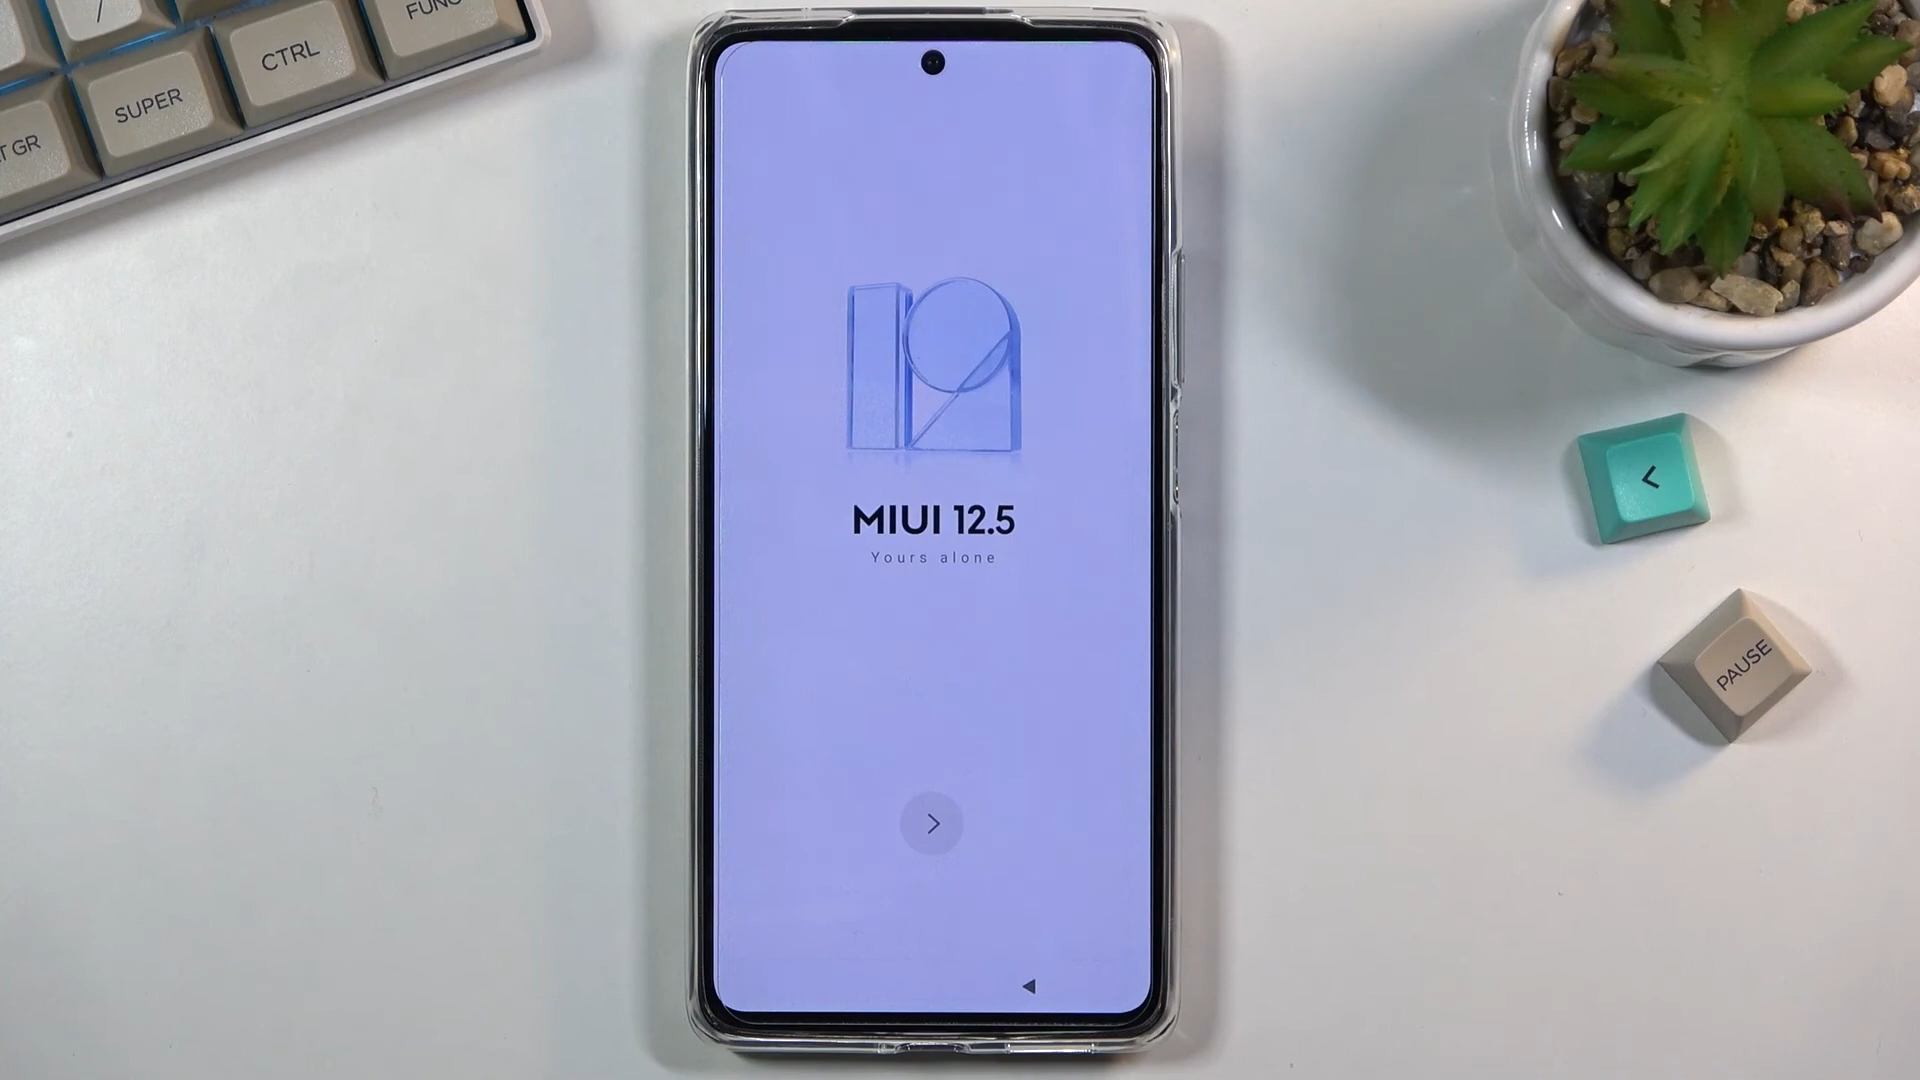 /
FUNC
CTRL
SUPER
T GR
MIUI 12.5
Yours alone
<
PAUSE